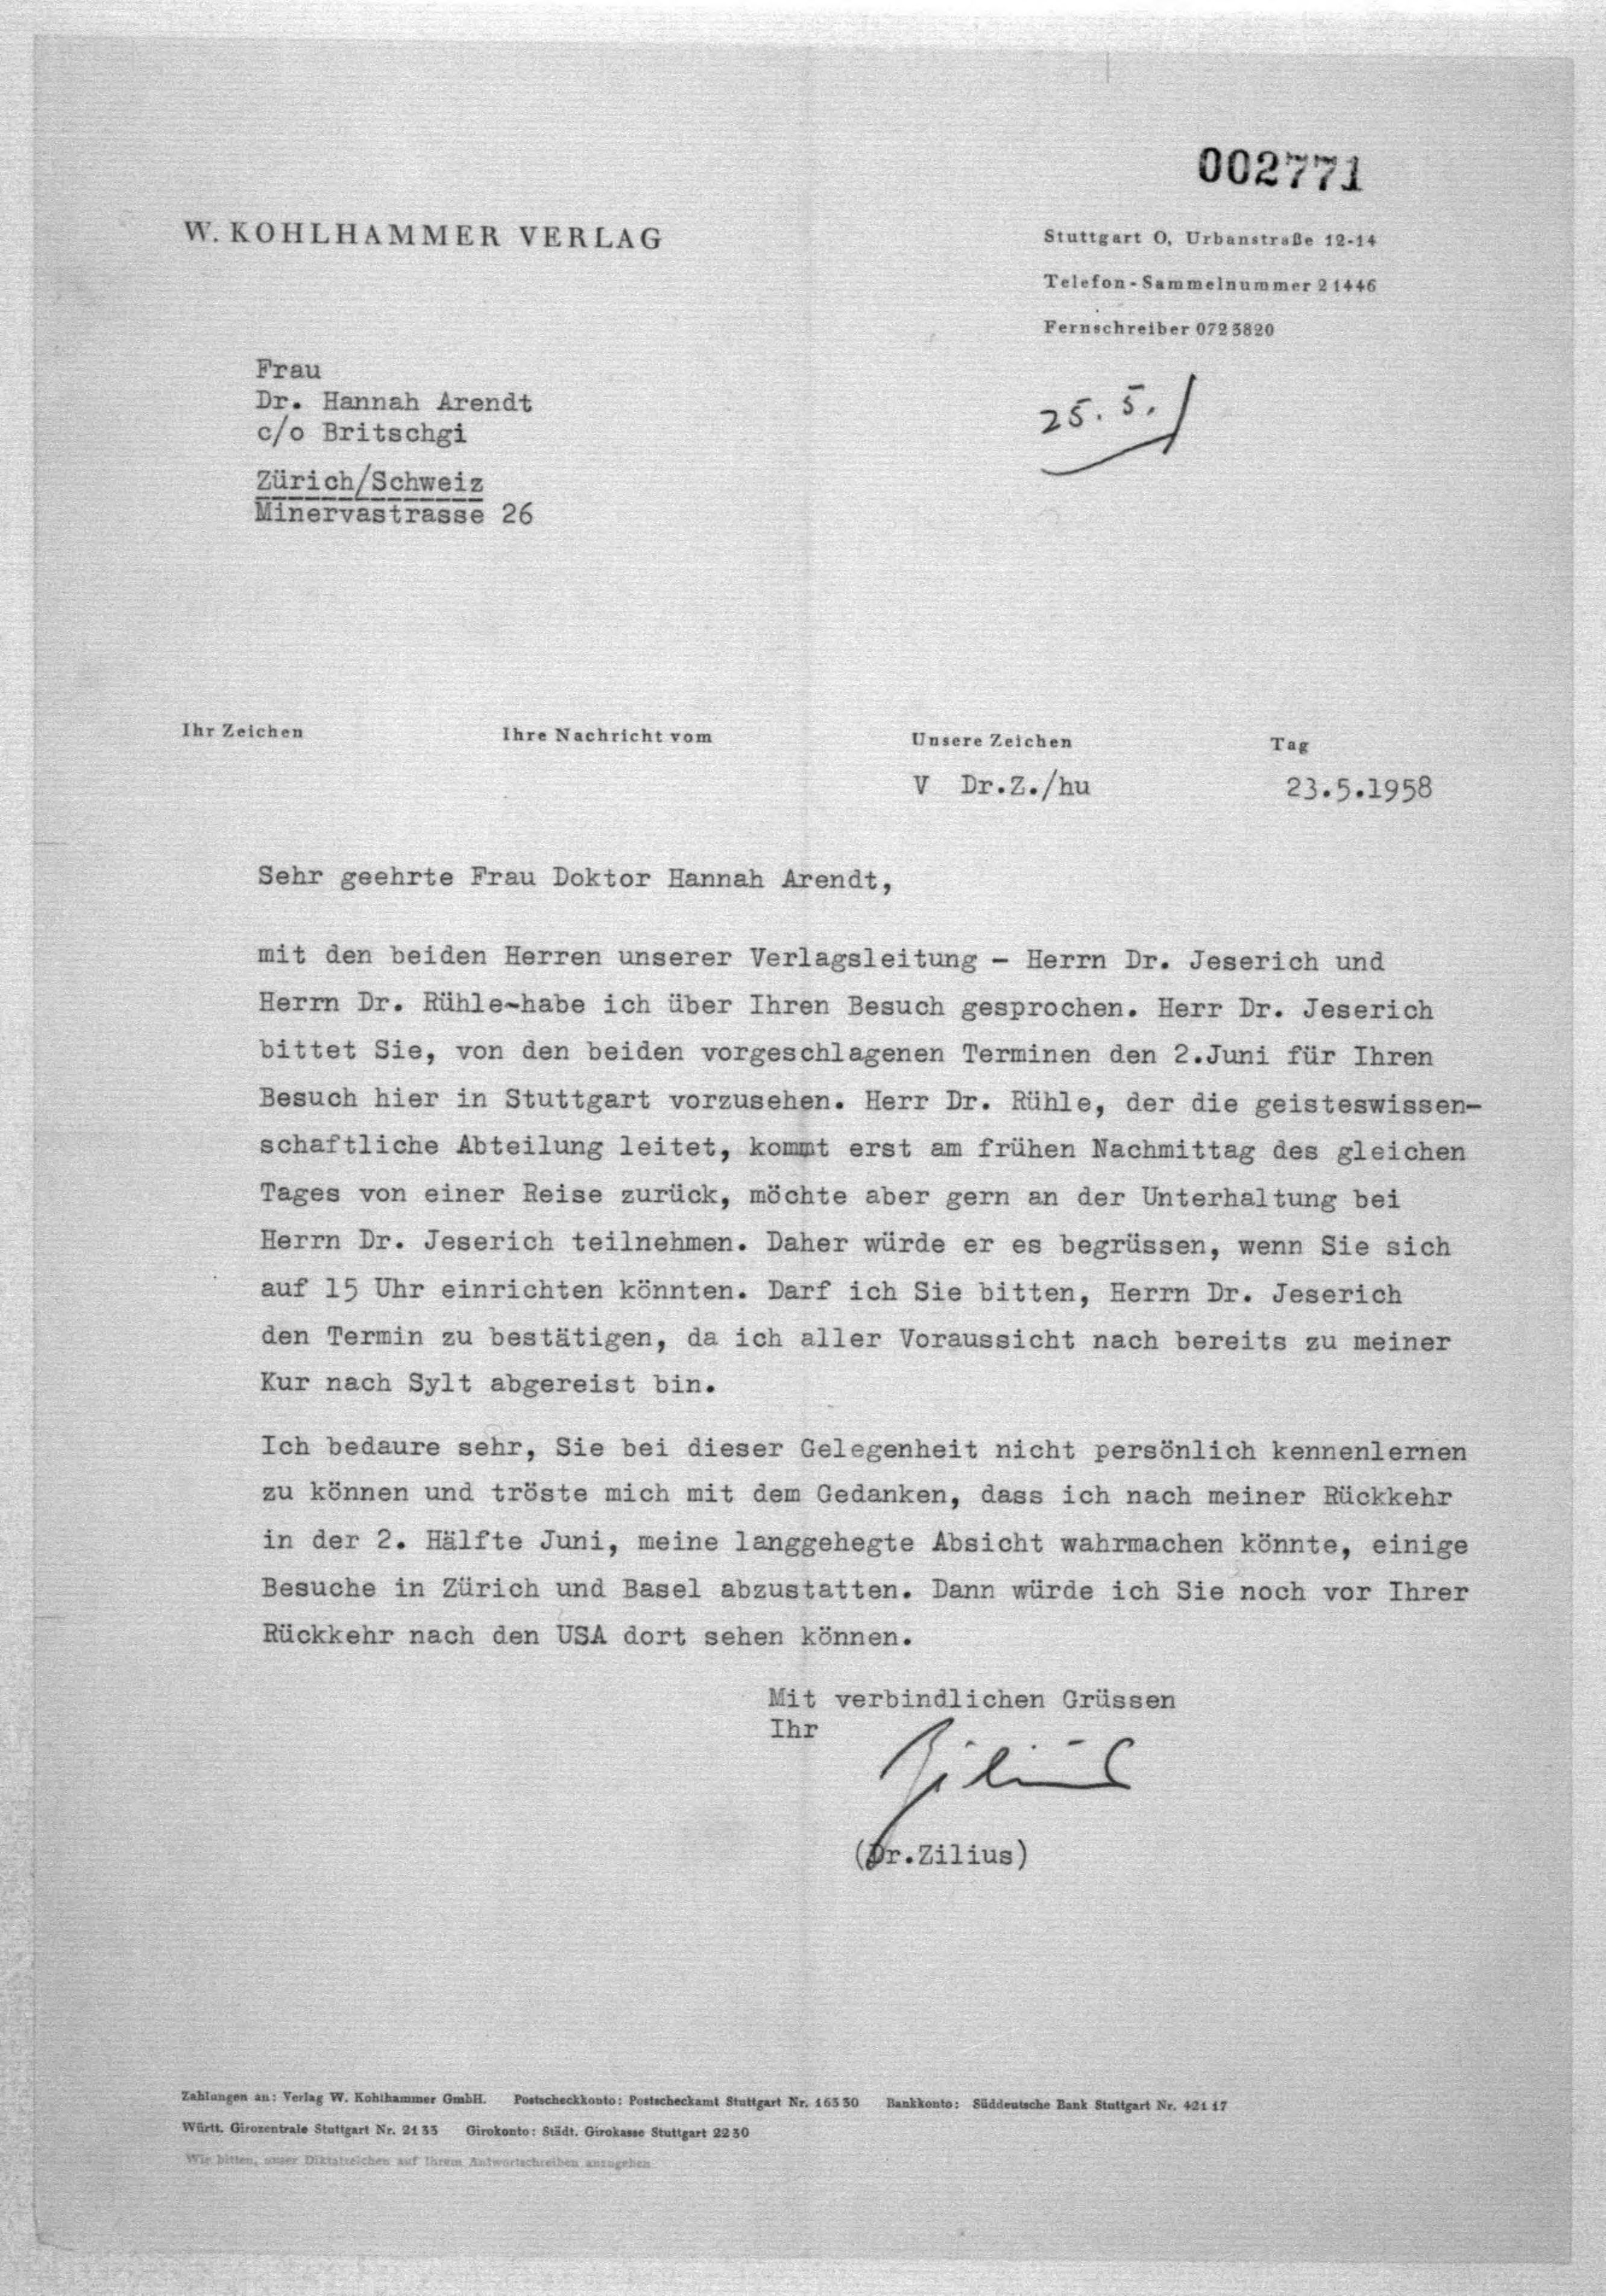 002771
W. KOHLHAMMER VERLAG
Stuttgart O, Urbanstraße 12-14
Telefon-Sammelnummer 21446
Fernschreiber 0723820
Frau
Dr. Hannah Arendt
c/o Britschgi
Zürich/Schweiz
Minervastrasse 26
25. 5.
Ihr Zeichen Ihre Nachricht vom Unsere Zeichen Tag
V Dr.Z./hu 23.5.1958
Sehr geehrte Frau Doktor Hannah Arendt,
mit den beiden Herren unserer Verlagsleitung - Herrn Dr. Jeserich und
Herrn Dr. Rühle-habe ich über Ihren Besuch gesprochen. Herr Dr. Jeserich
bittet Sie, von den beiden vorgeschlagenen Terminen den 2.Juni für Ihren
Besuch hier in Stuttgart vorzusehen. Herr Dr. Rühle, der die geisteswissen-
schaftliche Abteilung leitet, kommt erst am frühen Nachmittag des gleichen
Tages von einer Reise zurück, möchte aber gern an der Unterhaltung bei
Herrn Dr. Jeserich teilnehmen. Daher würde er es begrüssen, wenn Sie sich
auf 15 Uhr einrichten könnten. Darf ich Sie bitten, Herrn Dr. Jeserich
den Termin zu bestätigen, da ich aller Voraussicht nach bereits zu meiner
Kur nach Sylt abgereist bin.
Ich bedaure sehr, Sie bei dieser Gelegenheit nicht persönlich kennenlernen
zu können und tröste mich mit dem Gedanken, dass ich nach meiner Rückkehr
in der 2. Hälfte Juni, meine langgehegte Absicht wahrmachen könnte, einige
Besuche in Zürich und Basel abzustatten. Dann würde ich Sie noch vor Ihrer
Rückkehr nach den USA dort sehen können.
Mit verbindlichen Grüssen
Ihr
Zilius
(Dr.Zilius)
Zahlungen an: Verlag W. Kohlhammer GmbH. Postscheckkonto: Postscheckamt Stuttgart Nr. 16330 Bankkonto: Süddeutsche Bank Stuttgart Nr. 42117
Württ. Girozentrale Stuttgart Nr. 2133 Girokonto: Städt. Girokasse Stuttgart 2230
Wir bitten, unser Diktatzeichen auf Ihrem Antwortschreiben anzugeben